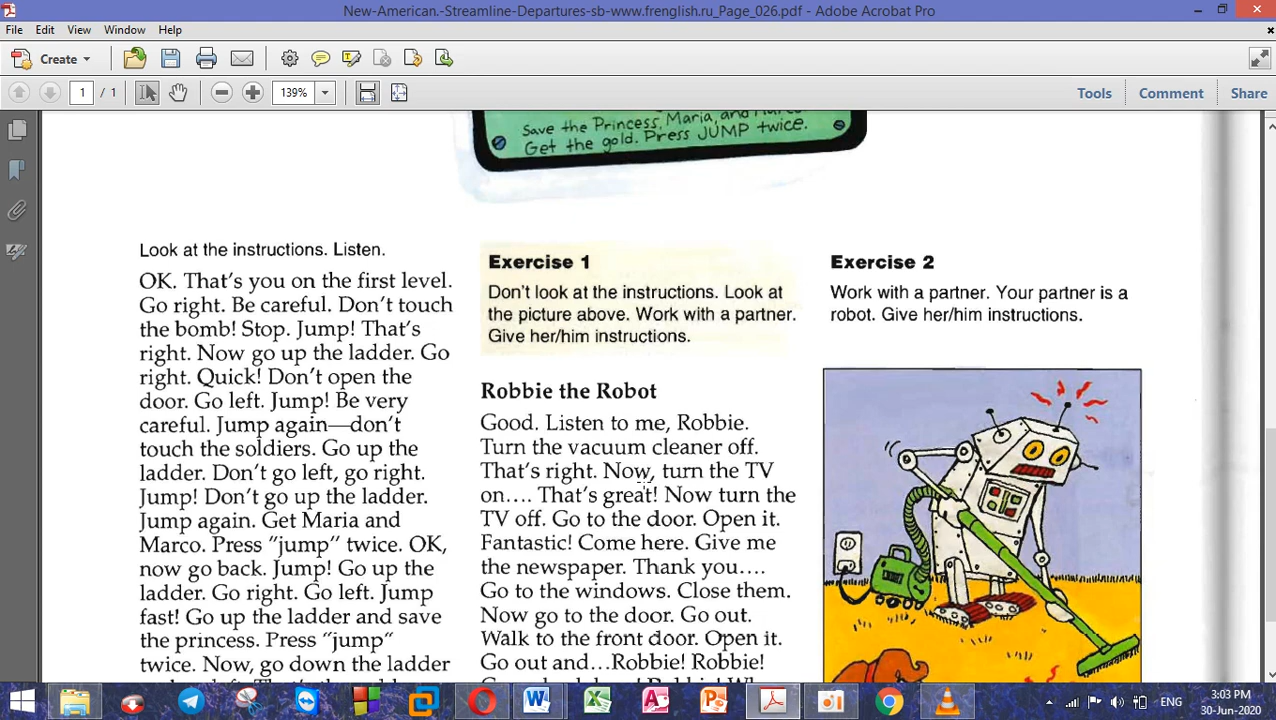 New-American.-Streamline-Departures-sb-www.frenglish.ru_Page_026.pdf - Adobe Acrobat Pro
File Edit View Window Help
Create
1 / 1 139% Tools Comment Share
Save the Princess, Maria, and
Get the gold. Press JUMP twice.
Look at the instructions. Listen.
OK. That's you on the first level.
Go right. Be careful. Don't touch
the bomb! Stop. Jump! That's
right. Now go up the ladder. Go
right. Quick! Don't open the
door. Go left. Jump! Be very
careful. Jump again—don't
touch the soldiers. Go up the
ladder. Don't go left, go right.
Jump! Don't go up the ladder.
Jump again. Get Maria and
Marco. Press "jump" twice. OK,
now go back. Jump! Go up the
ladder. Go right. Go left. Jump
fast! Go up the ladder and save
the princess. Press "jump"
twice. Now, go down the ladder
Exercise 1
Don't look at the instructions. Look at
the picture above. Work with a partner.
Give her/him instructions.
Robbie the Robot
Good. Listen to me, Robbie.
Turn the vacuum cleaner off.
That's right. Now, turn the TV
on.... That's great! Now turn the
TV off. Go to the door. Open it.
Fantastic! Come here. Give me
the newspaper. Thank you....
Go to the windows. Close them.
Now go to the door. Go out.
Walk to the front door. Open it.
Go out and...Robbie! Robbie!
Exercise 2
Work with a partner. Your partner is a
robot. Give her/him instructions.
ENG
3:03 PM
30-Jun-2020